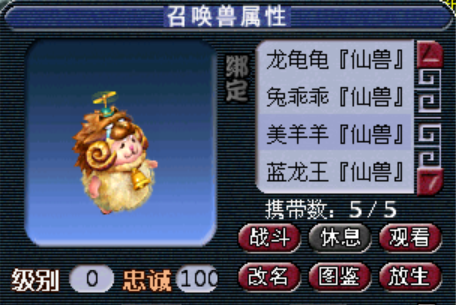 召唤兽属性
绑定
龙龟龟『仙兽』
兔乖乖『仙兽』
美羊羊『仙兽』
蓝龙王『仙兽』
携带数：5/5
战斗 休息 观看
级别 0 忠诚 100 改名 图鉴 放生